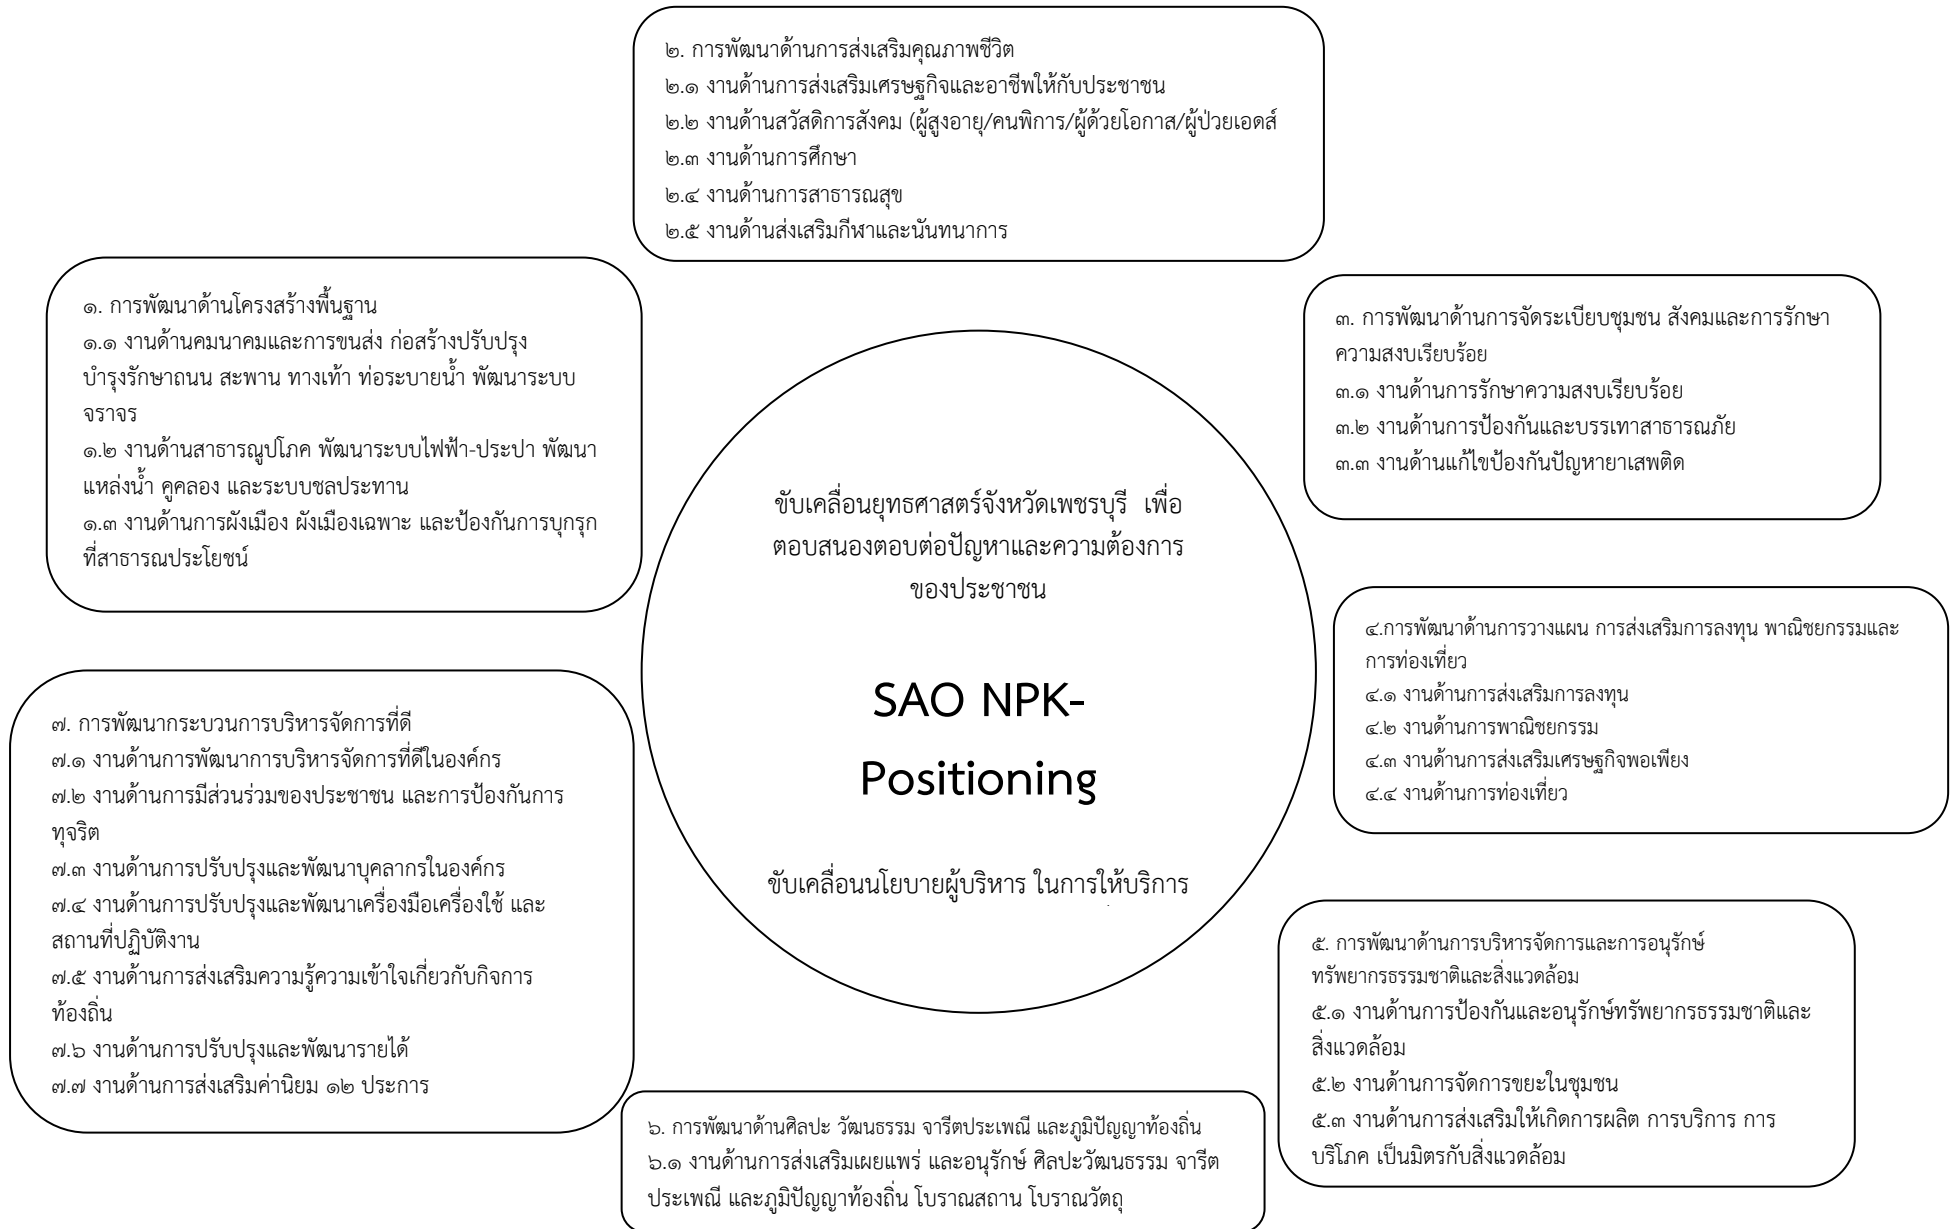 ๒. การพัฒนาด้านการส่งเสริมคุณภาพชีวิต
๒.๑ งานด้านการส่งเสริมเศรษฐกิจและอาชีพให้กับประชาชน
๒.๒ งานด้านสวัสดิการสังคม (ผู้สูงอายุ/คนพิการ/ผู้ด้วยโอกาส/ผู้ป่วยเอดส์
๒.๓ งานด้านการศึกษา
๒.๔ งานด้านการสาธารณสุข
๒.๕ งานด้านส่งเสริมกีฬาและนันทนาการ
๑. การพัฒนาด้านโครงสร้างพื้นฐาน
๑.๑ งานด้านคมนาคมและการขนส่ง ก่อสร้างปรับปรุง
บำรุงรักษาถนน สะพาน ทางเท้า ท่อระบายน้ำ พัฒนาระบบ
จราจร
๑.๒ งานด้านสาธารณูปโภค พัฒนาระบบไฟฟ้า-ประปา พัฒนา
แหล่งน้ำ คูคลอง และระบบชลประทาน
๑.๓ งานด้านการผังเมือง ผังเมืองเฉพาะ และป้องกันการบุกรุก
ที่สาธารณประโยชน์
๓. การพัฒนาด้านการจัดระเบียบชุมชน สังคมและการรักษา
ความสงบเรียบร้อย
๓.๑ งานด้านการรักษาความสงบเรียบร้อย
๓.๒ งานด้านการป้องกันและบรรเทาสาธารณภัย
๓.๓ งานด้านแก้ไขป้องกันปัญหายาเสพติด
ขับเคลื่อนยุทธศาสตร์จังหวัดเพชรบุรี เพื่อ
ตอบสนองตอบต่อปัญหาและความต้องการ
ของประชาชน
SAO NPK-
Positioning
ขับเคลื่อนนโยบายผู้บริหาร ในการให้บริการ
๔.การพัฒนาด้านการวางแผน การส่งเสริมการลงทุน พาณิชยกรรมและ
การท่องเที่ยว
๔.๑ งานด้านการส่งเสริมการลงทุน
๔.๒ งานด้านการพาณิชยกรรม
๔.๓ งานด้านการส่งเสริมเศรษฐกิจพอเพียง
๔.๔ งานด้านการท่องเที่ยว
๗. การพัฒนากระบวนการบริหารจัดการที่ดี
๗.๑ งานด้านการพัฒนาการบริหารจัดการที่ดีในองค์กร
๗.๒ งานด้านการมีส่วนร่วมของประชาชน และการป้องกันการ
ทุจริต
๗.๓ งานด้านการปรับปรุงและพัฒนาบุคลากรในองค์กร
๗.๔ งานด้านการปรับปรุงและพัฒนาเครื่องมือเครื่องใช้ และ
สถานที่ปฏิบัติงาน
๗.๕ งานด้านการส่งเสริมความรู้ความเข้าใจเกี่ยวกับกิจการ
ท้องถิ่น
๗.๖ งานด้านการปรับปรุงและพัฒนารายได้
๗.๗ งานด้านการส่งเสริมค่านิยม ๑๒ ประการ
๕. การพัฒนาด้านการบริหารจัดการและการอนุรักษ์
ทรัพยากรธรรมชาติและสิ่งแวดล้อม
๕.๑ งานด้านการป้องกันและอนุรักษ์ทรัพยากรธรรมชาติและ
สิ่งแวดล้อม
๕.๒ งานด้านการจัดการขยะในชุมชน
๕.๓ งานด้านการส่งเสริมให้เกิดการผลิต การบริการ การ
บริโภค เป็นมิตรกับสิ่งแวดล้อม
๖. การพัฒนาด้านศิลปะ วัฒนธรรม จารีตประเพณี และภูมิปัญญาท้องถิ่น
๖.๑ งานด้านการส่งเสริมเผยแพร่ และอนุรักษ์ ศิลปะวัฒนธรรม จารีต
ประเพณี และภูมิปัญญาท้องถิ่น โบราณสถาน โบราณวัตถุ